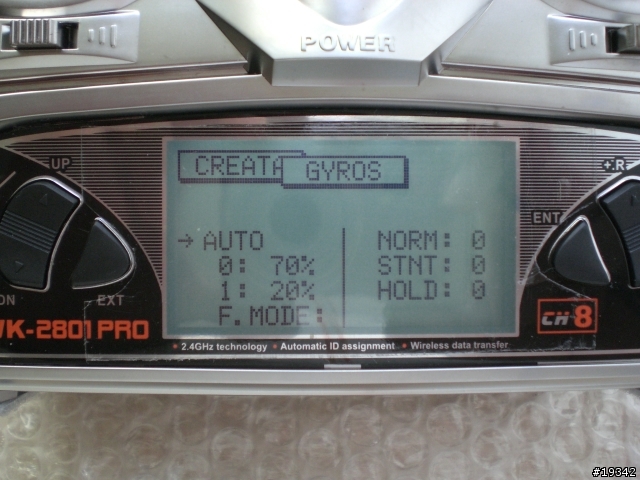 POWER
UP
CREATA
GYROS
+.R
ENT
→ AUTO
0: 70%
1: 20%
F.MODE:
NORM: 0
STNT: 0
HOLD: 0
EXT
WK-2801 PRO
CH 8
• 2.4GHz technology • Automatic ID assignment • Wireless data transfer
#19342